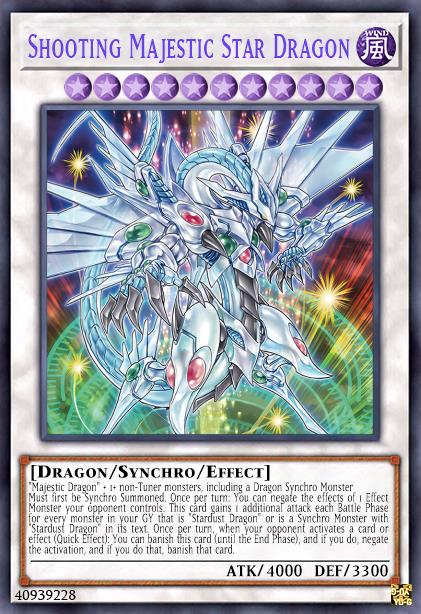 SHOOTING MAJESTIC STAR DRAGON
WIND
風
[DRAGON/SYNCHRO/EFFECT]
"Majestic Dragon" + 1+ non-Tuner monsters, including a Dragon Synchro Monster
Must first be Synchro Summoned. Once per turn: You can negate the effects of 1 Effect
Monster your opponent controls. This card gains 1 additional attack each Battle Phase
for every monster in your GY that is "Stardust Dragon" or is a Synchro Monster with
"Stardust Dragon" in its text. Once per turn, when your opponent activates a card or
effect (Quick Effect): You can banish this card (until the End Phase), and if you do, negate
the activation, and if you do that, banish that card.
ATK/4000 DEF/3300
40939228